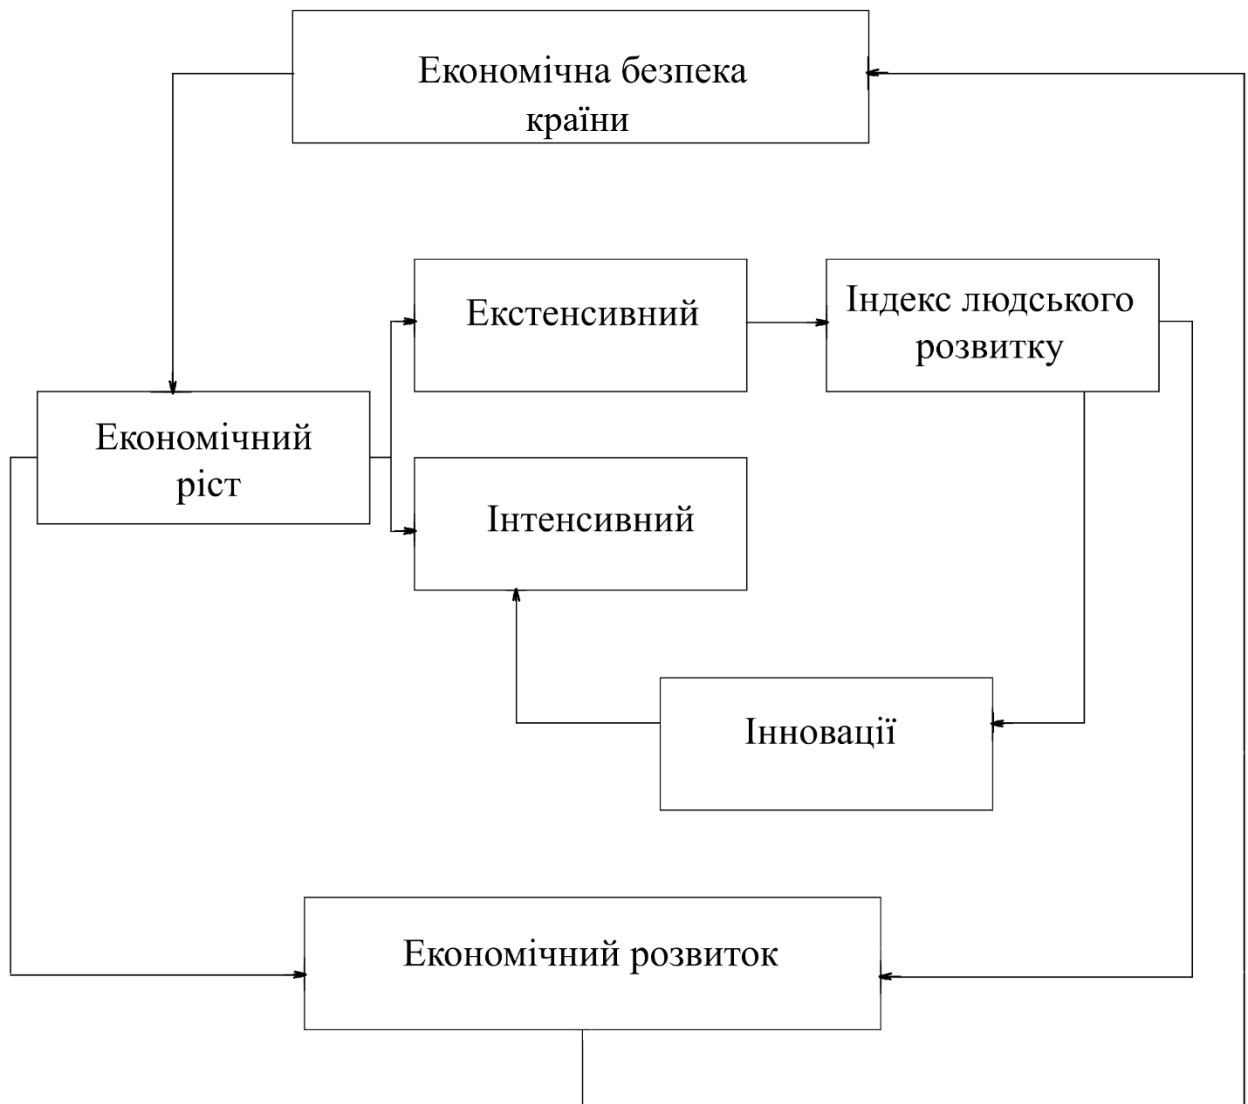 Економічна безпека
країни
Екстенсивний
Індекс людського
розвитку
Економічний
ріст
Інтенсивний
Інновації
Економічний розвиток